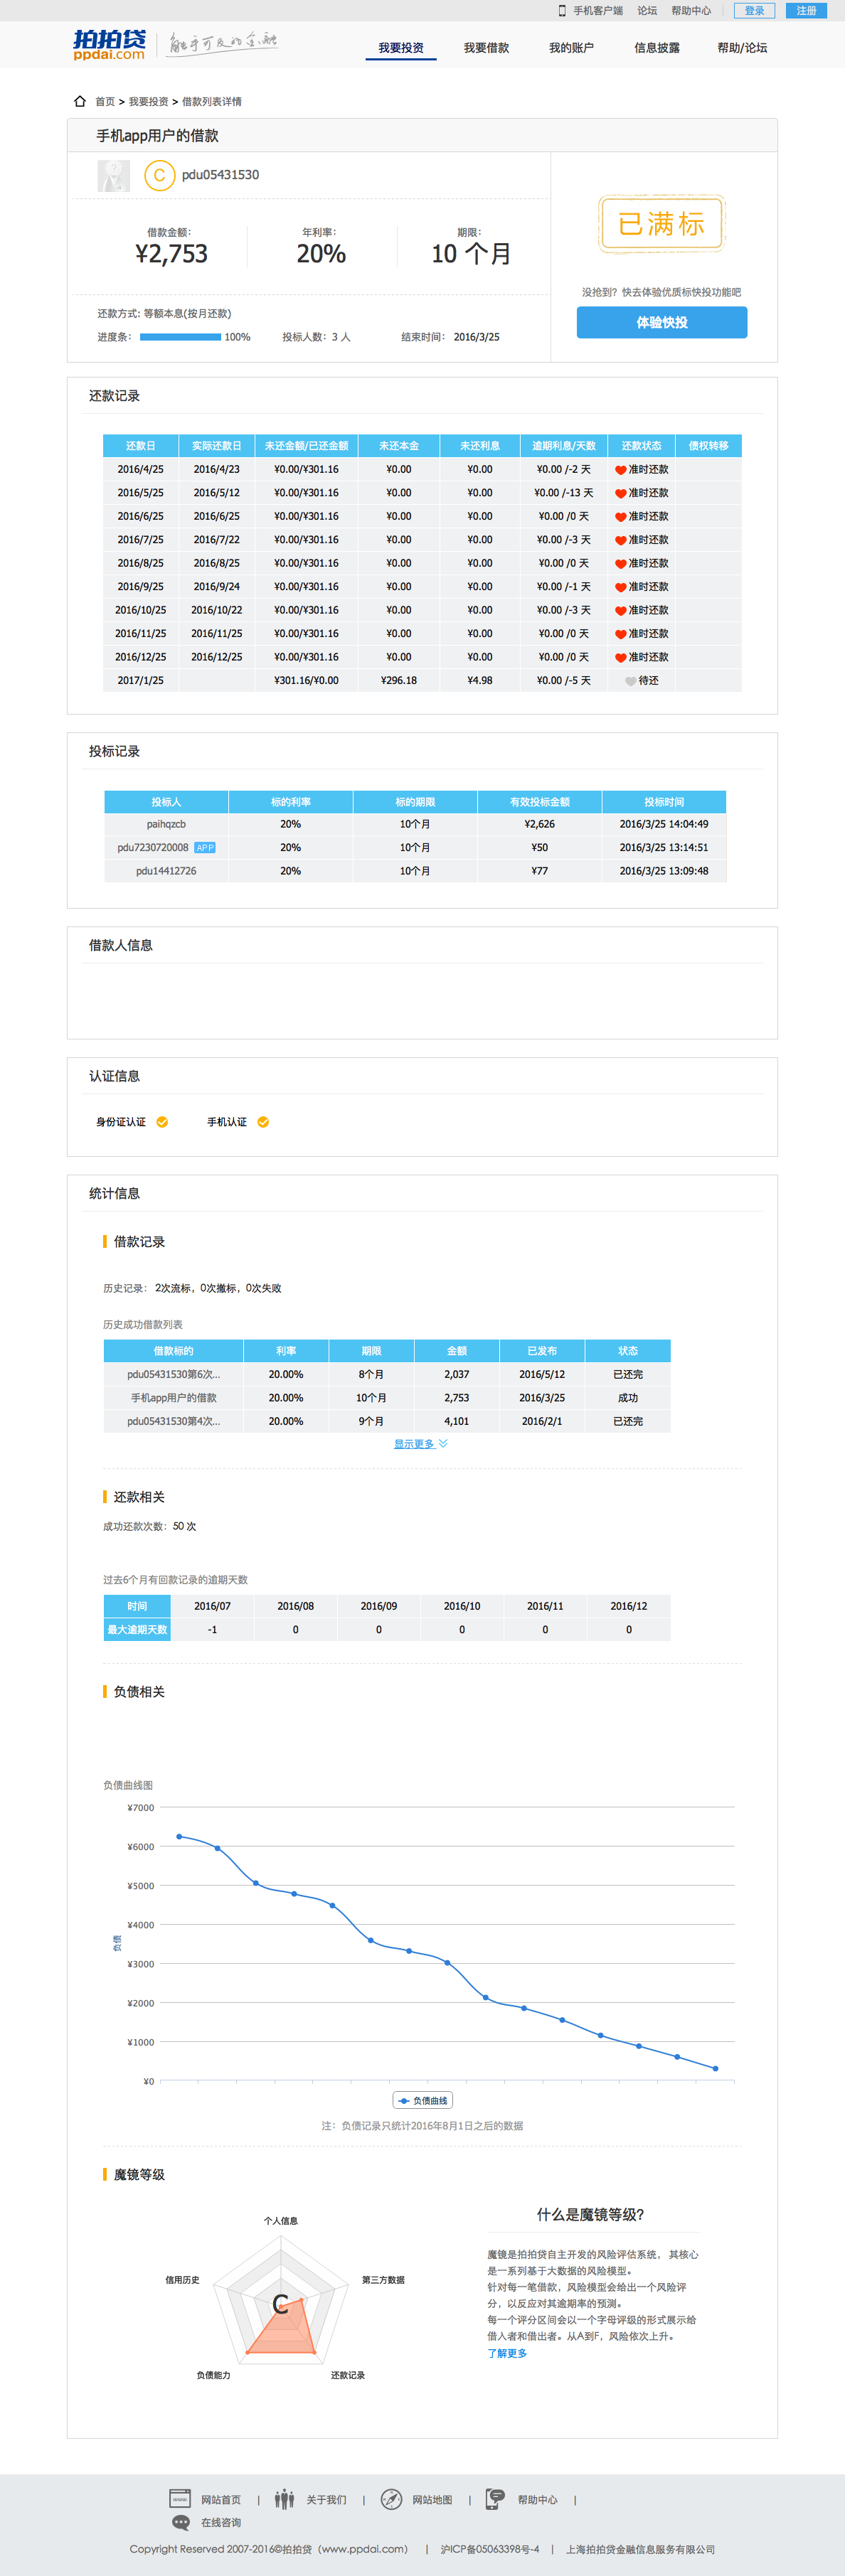 手机客户端 论坛 帮助中心 登录 注册
拍拍贷
ppdai.com
触手可及的金融
我要投资 我要借款 我的账户 信息披露 帮助/论坛
首页 > 我要投资 > 借款列表详情
手机app用户的借款
C pdu05431530
借款金额： 年利率： 期限：
¥2,753 20% 10 个月
还款方式: 等额本息(按月还款)
进度条： 100% 投标人数：3 人 结束时间： 2016/3/25
已满标
没抢到？快去体验优质标快投功能吧
体验快投
还款记录
还款日 实际还款日 未还金额/已还金额 未还本金 未还利息 逾期利息/天数 还款状态 债权转移
2016/4/25 2016/4/23 ¥0.00/¥301.16 ¥0.00 ¥0.00 ¥0.00 /-2 天 准时还款
2016/5/25 2016/5/12 ¥0.00/¥301.16 ¥0.00 ¥0.00 ¥0.00 /-13 天 准时还款
2016/6/25 2016/6/25 ¥0.00/¥301.16 ¥0.00 ¥0.00 ¥0.00 /0 天 准时还款
2016/7/25 2016/7/22 ¥0.00/¥301.16 ¥0.00 ¥0.00 ¥0.00 /-3 天 准时还款
2016/8/25 2016/8/25 ¥0.00/¥301.16 ¥0.00 ¥0.00 ¥0.00 /0 天 准时还款
2016/9/25 2016/9/24 ¥0.00/¥301.16 ¥0.00 ¥0.00 ¥0.00 /-1 天 准时还款
2016/10/25 2016/10/22 ¥0.00/¥301.16 ¥0.00 ¥0.00 ¥0.00 /-3 天 准时还款
2016/11/25 2016/11/25 ¥0.00/¥301.16 ¥0.00 ¥0.00 ¥0.00 /0 天 准时还款
2016/12/25 2016/12/25 ¥0.00/¥301.16 ¥0.00 ¥0.00 ¥0.00 /0 天 准时还款
2017/1/25 ¥301.16/¥0.00 ¥296.18 ¥4.98 ¥0.00 /-5 天 待还
投标记录
投标人 标的利率 标的期限 有效投标金额 投标时间
paihqzcb 20% 10个月 ¥2,626 2016/3/25 14:04:49
pdu7230720008 APP 20% 10个月 ¥50 2016/3/25 13:14:51
pdu14412726 20% 10个月 ¥77 2016/3/25 13:09:48
借款人信息
认证信息
身份证认证 手机认证
统计信息
借款记录
历史记录： 2次流标，0次撤标，0次失败
历史成功借款列表
借款标的 利率 期限 金额 已发布 状态
pdu05431530第6次... 20.00% 8个月 2,037 2016/5/12 已还完
手机app用户的借款 20.00% 10个月 2,753 2016/3/25 成功
pdu05431530第4次... 20.00% 9个月 4,101 2016/2/1 已还完
显示更多
还款相关
成功还款次数：50 次
过去6个月有回款记录的逾期天数
时间 2016/07 2016/08 2016/09 2016/10 2016/11 2016/12
最大逾期天数 -1 0 0 0 0 0
负债相关
负债曲线图
¥7000
¥6000
¥5000
¥4000
负债
¥3000
¥2000
¥1000
¥0
负债曲线
注：负债记录只统计2016年8月1日之后的数据
魔镜等级
个人信息
信用历史
第三方数据
C
负债能力
还款记录
什么是魔镜等级?
魔镜是拍拍贷自主开发的风险评估系统， 其核心
是一系列基于大数据的风险模型。
针对每一笔借款，风险模型会给出一个风险评
分，以反应对其逾期率的预测。
每一个评分区间会以一个字母评级的形式展示给
借入者和借出者。从A到F，风险依次上升。
了解更多
网站首页 | 关于我们 | 网站地图 | 帮助中心 |
在线咨询
Copyright Reserved 2007-2016©拍拍贷（www.ppdai.com） | 沪ICP备05063398号-4 | 上海拍拍贷金融信息服务有限公司